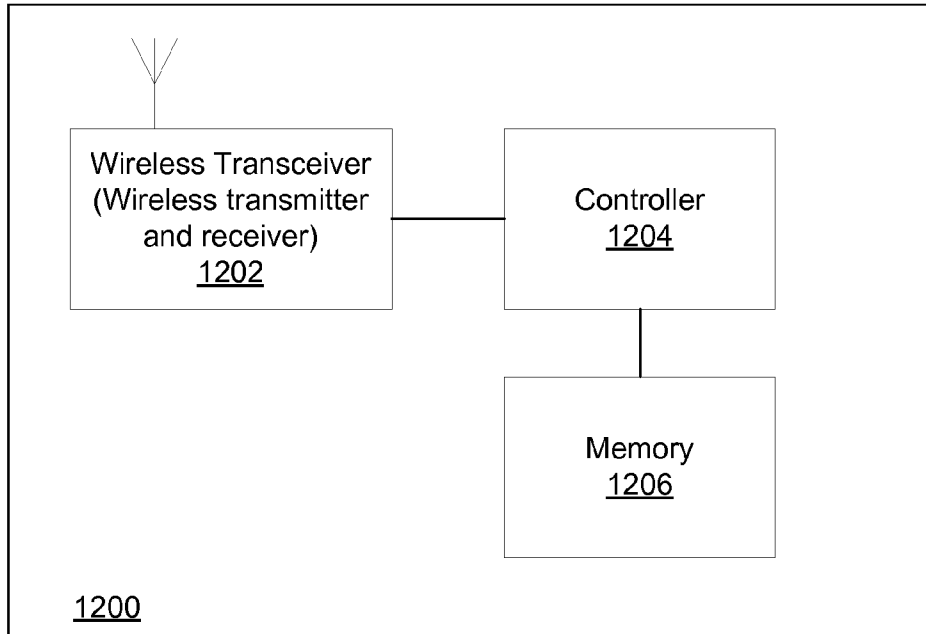 Wireless Transceiver
(Wireless transmitter
and receiver)
1202
Controller
1204
Memory
1206
1200